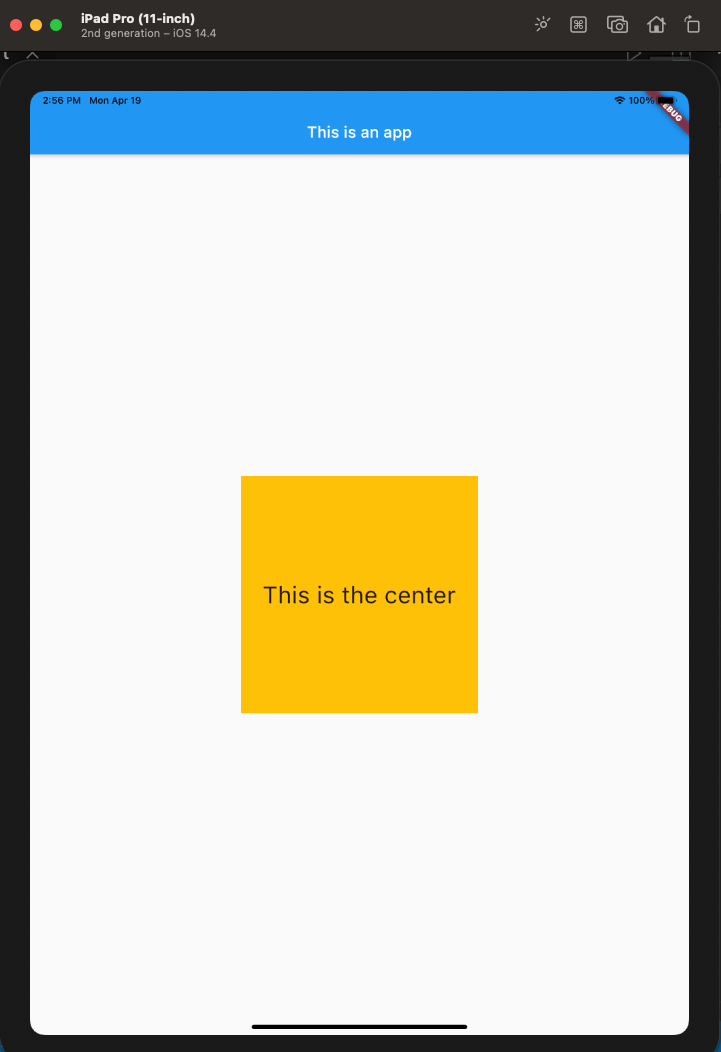 iPad Pro (11-inch)
2nd generation – iOS 14.4
2:56 PM Mon Apr 19
100%
This is an app
This is the center